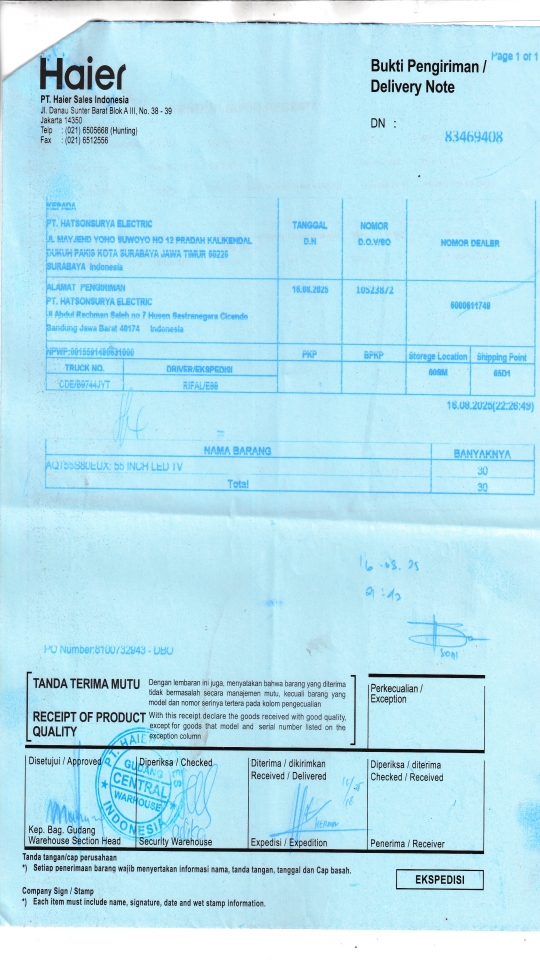 Page 1 of 1
Haier
PT. Haier Sales Indonesia
Jl. Danau Sunter Barat Blok A III, No. 38 - 39
Jakarta 14350
Telp : (021) 6505668 (Hunting)
Fax : (021) 6512556
Bukti Pengiriman /
Delivery Note
DN :
83469408
KEPADA
PT. HATSONSURYA ELECTRIC
JL MAYJEND YONO SUWOYO NO 12 PRADAH KALIKENDAL
DUKUH PAKIS KOTA SURABAYA JAWA TIMUR 60226
SURABAYA Indonesia
TANGGAL
D.N
NOMOR
D.O./SO
NOMOR DEALER
ALAMAT PENGIRIMAN
PT. HATSONSURYA ELECTRIC
Jl Abdul Rachman Saleh no 7 Husen Sastranegara Cicendo
Bandung Jawa Barat 40174 Indonesia
16.08.2025
NPWP:
PKP
BPKP
Storege Location
Shipping Point
TRUCK NO.
DRIVER/EKSPEDISI
RIFAL/
16.08.2025(22:26:49)
NAMA BARANG
BANYAKNYA
55 INCH LED TV
30
Total
30
16 .08. 25
SODI
PO Number:8100732943 - DBO
TANDA TERIMA MUTU
Dengan lembaran ini juga, menyatakan bahwa barang yang diterima
tidak bermasalah secara manajemen mutu, kecuali barang yang
model dan nomor serinya tertera pada kolom pengecualian
RECEIPT OF PRODUCT
QUALITY
With this receipt declare the goods received with good quality,
except for goods that model and serial number listed on the
exception column
Perkecualian /
Exception
Disetujui / Approved
Diperiksa / Checked
Diterima / dikirimkan
Received / Delivered
Diperiksa / diterima
Checked / Received
PT. HAIER SALES INDONESIA
GUDANG
CENTRAL
WARHOUSE
HERMAN
Kep. Bag. Gudang
Warehouse Section Head
Security Warehouse
Expedisi / Expedition
Penerima / Receiver
Tanda tangan/cap perusahaan
*) Setiap penerimaan barang wajib menyertakan informasi nama, tanda tangan, tanggal dan Cap basah.
EKSPEDISI
Company Sign / Stamp
*) Each item must include name, signature, date and wet stamp information.